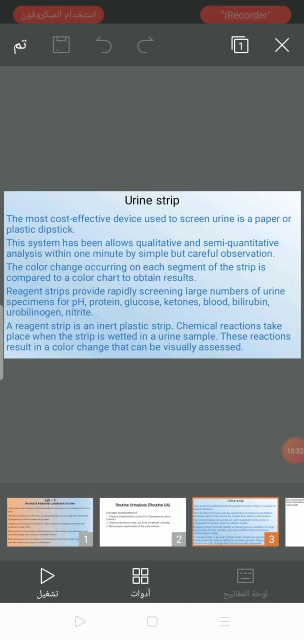 استخدام الميكروفون
"iRecorder"
تم
1
Urine strip
The most cost-effective device used to screen urine is a paper or
plastic dipstick.
This system has been allows qualitative and semi-quantitative
analysis within one minute by simple but careful observation.
The color change occurring on each segment of the strip is
compared to a color chart to obtain results.
Reagent strips provide rapidly screening large numbers of urine
specimens for pH, protein, glucose, ketones, blood, bilirubin,
urobilinogen, nitrite.
A reagent strip is an inert plastic strip. Chemical reactions take
place when the strip is wetted in a urine sample. These reactions
result in a color change that can be visually assessed.
10:32
1
Routine Urinalysis (Routine UA)
2
Urine strip
3
تشغيل
أدوات
لوحة المفاتيح